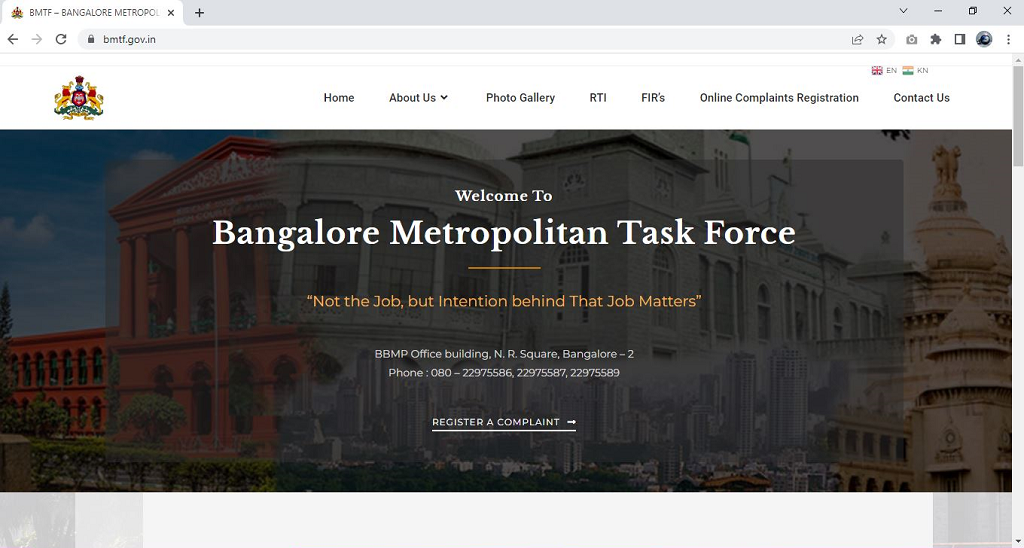 BMTF – BANGALORE METROPOL
bmtf.gov.in
EN KN
Home About Us Photo Gallery RTI FIR's Online Complaints Registration Contact Us
Welcome To
Bangalore Metropolitan Task Force
“Not the Job, but Intention behind That Job Matters”
BBMP Office building, N. R. Square, Bangalore – 2
Phone : 080 – 22975586, 22975587, 22975589
REGISTER A COMPLAINT